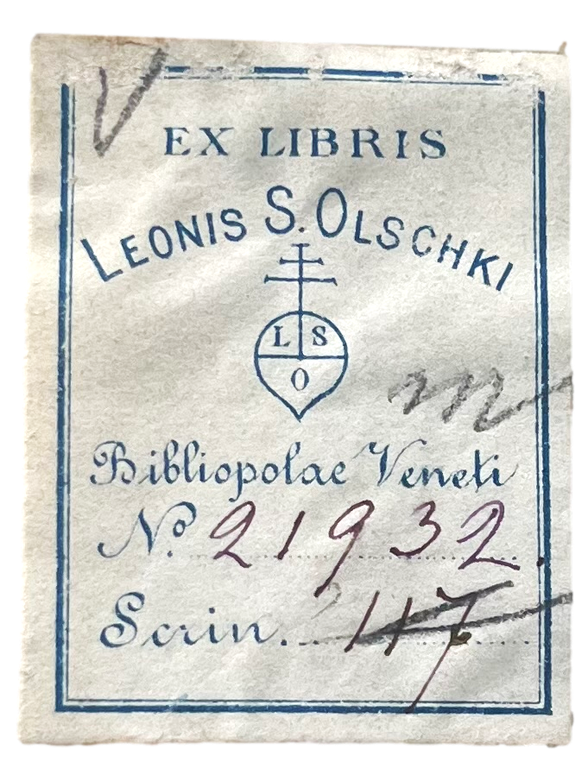 V
EX LIBRIS
LEONIS S. OLSCHKI
L S
O
m
Bibliopolae Veneti
No. 21932.
Scrin. 117